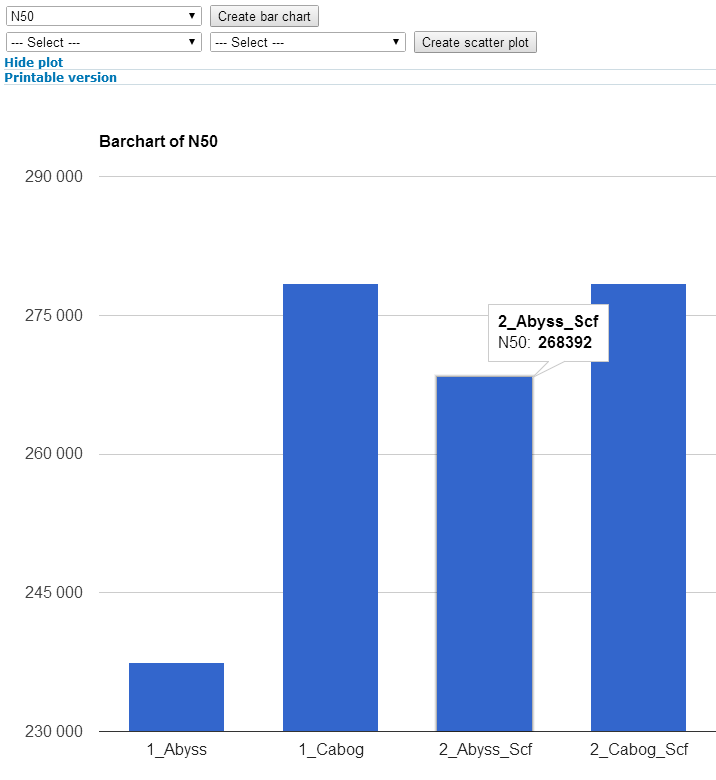 N50 Create bar chart
--- Select --- --- Select --- Create scatter plot
Hide plot
Printable version
Barchart of N50
290 000
275 000
2_Abyss_Scf
N50: 268392
260 000
245 000
230 000
1_Abyss 1_Cabog 2_Abyss_Scf 2_Cabog_Scf